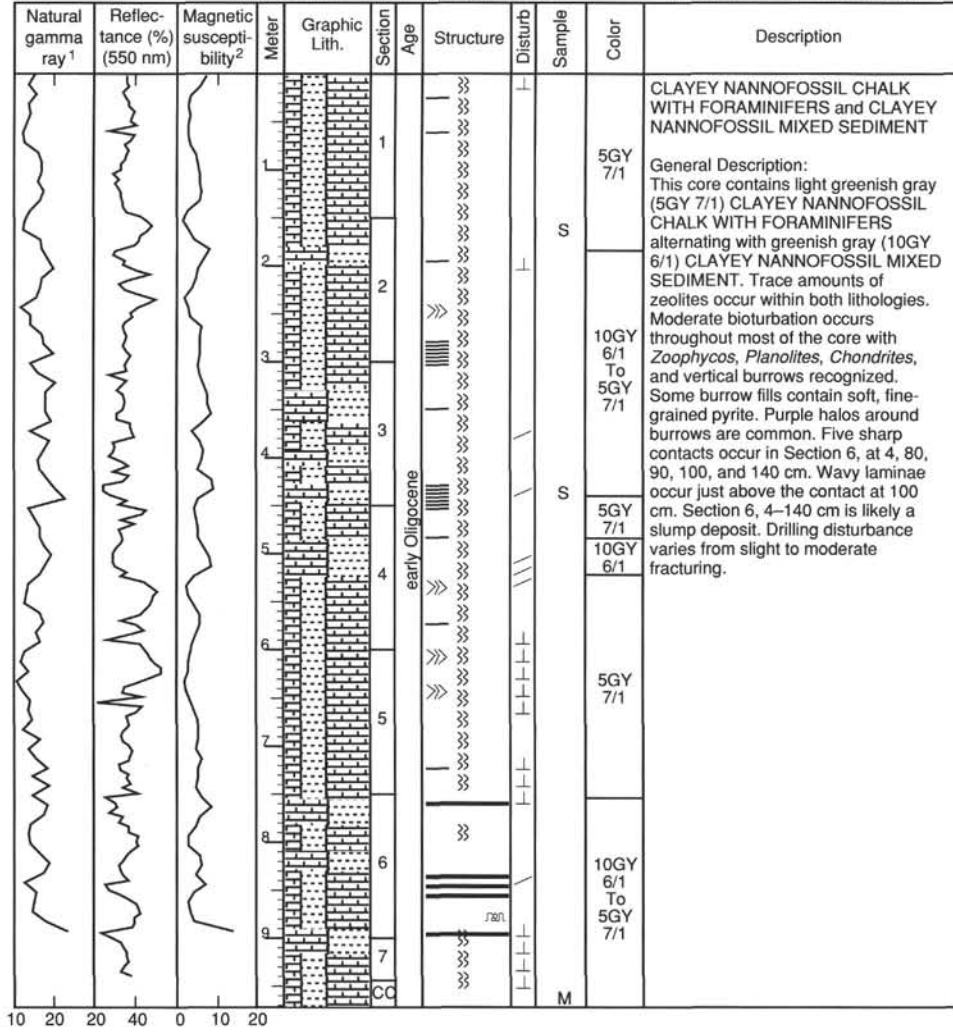 Natural
gamma
ray 1
Reflec-
tance (%)
(550 nm)
Magnetic
suscepti-
bility2
Meter
Graphic
Lith.
Section
Age
Structure
Disturb
Sample
Color
Description
1
2
3
4
5
6
7
8
9
1
2
3
4
5
6
7
CC
early Oligocene
S
S
M
5GY
7/1
10GY
6/1
To
5GY
7/1
5GY
7/1
10GY
6/1
5GY
7/1
10GY
6/1
To
5GY
7/1
CLAYEY NANNOFOSSIL CHALK
WITH FORAMINIFERS and CLAYEY
NANNOFOSSIL MIXED SEDIMENT
General Description:
This core contains light greenish gray
(5GY 7/1) CLAYEY NANNOFOSSIL
CHALK WITH FORAMINIFERS
alternating with greenish gray (10GY
6/1) CLAYEY NANNOFOSSIL MIXED
SEDIMENT. Trace amounts of
zeolites occur within both lithologies.
Moderate bioturbation occurs
throughout most of the core with
Zoophycos, Planolites, Chondrites,
and vertical burrows recognized.
Some burrow fills contain soft, fine-
grained pyrite. Purple halos around
burrows are common. Five sharp
contacts occur in Section 6, at 4, 80,
90, 100, and 140 cm. Wavy laminae
occur just above the contact at 100
cm. Section 6, 4–140 cm is likely a
slump deposit. Drilling disturbance
varies from slight to moderate
fracturing.
10 20 20 40 0 20